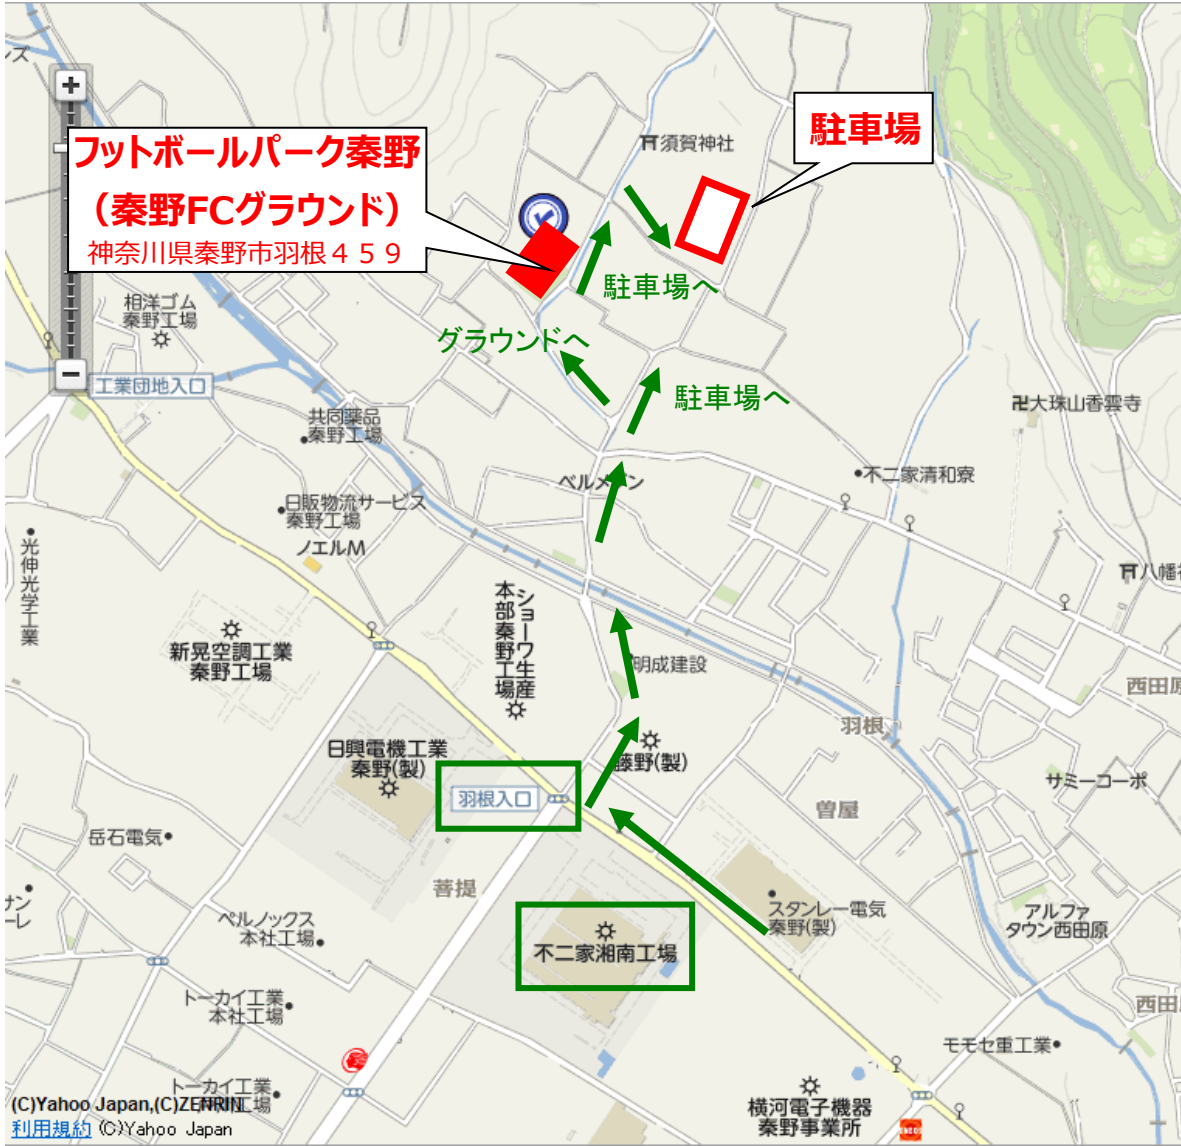 ンズ
フットボールパーク秦野
（秦野FCグラウンド）
神奈川県秦野市羽根４５９
駐車場
須賀神社
駐車場へ
グラウンドへ
駐車場へ
相洋ゴム
秦野工場
工業団地入口
共同薬品
秦野工場
大珠山香雲寺
不二家清和寮
日販物流サービス
秦野工場
ノエルM
光伸光学工業
八幡神
ショーワ生産
本部秦野工場
新晃空調工業
秦野工場
明成建設
西田原
羽根
日興電機工業
秦野(製)
藤野(製)
サミーコーポ
羽根入口
曽屋
岳石電気
菩提
スタンレー電気
秦野(製)
アルファ
タウン西田原
ペルノックス
本社工場
不二家湘南工場
トーカイ工業
本社工場
西田
モモセ重工業
トーカイ工業
横河電子機器
秦野事業所
(C)Yahoo Japan,(C)ZENRIN
利用規約 (C)Yahoo Japan